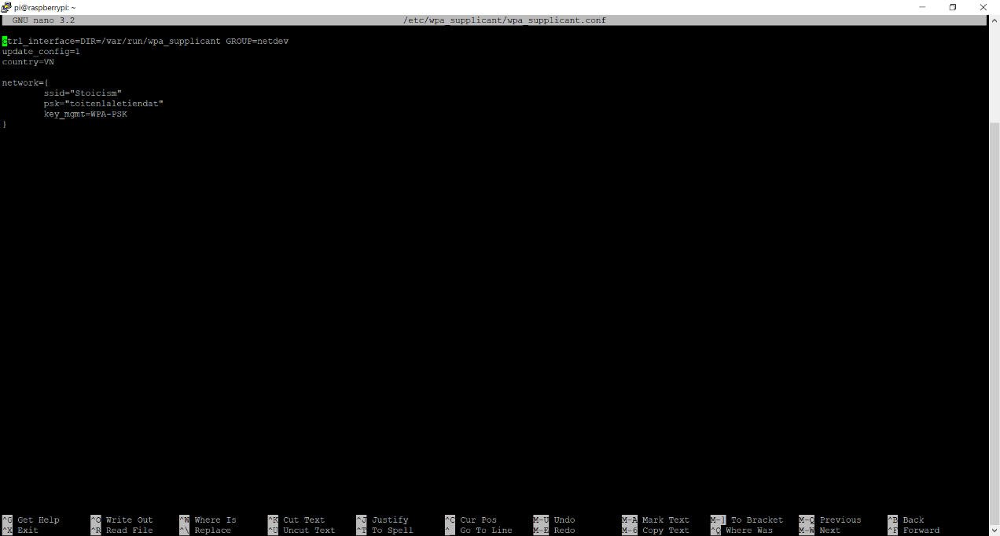 pi@raspberrypi: ~
GNU nano 3.2 /etc/wpa_supplicant/wpa_supplicant.conf
ctrl_interface=DIR=/var/run/wpa_supplicant GROUP=netdev
update_config=1
country=VN
network={
ssid="Stoicism"
psk="toitenlaletiendat"
key_mgmt=WPA-PSK
}
^G Get Help ^O Write Out ^W Where Is ^K Cut Text ^J Justify ^C Cur Pos M-U Undo M-A Mark Text M-] To Bracket M-Q Previous ^B Back
^X Exit ^R Read File ^\ Replace ^U Uncut Text ^T To Spell ^_ Go To Line M-E Redo M-6 Copy Text ^Q Where Was M-W Next ^F Forward